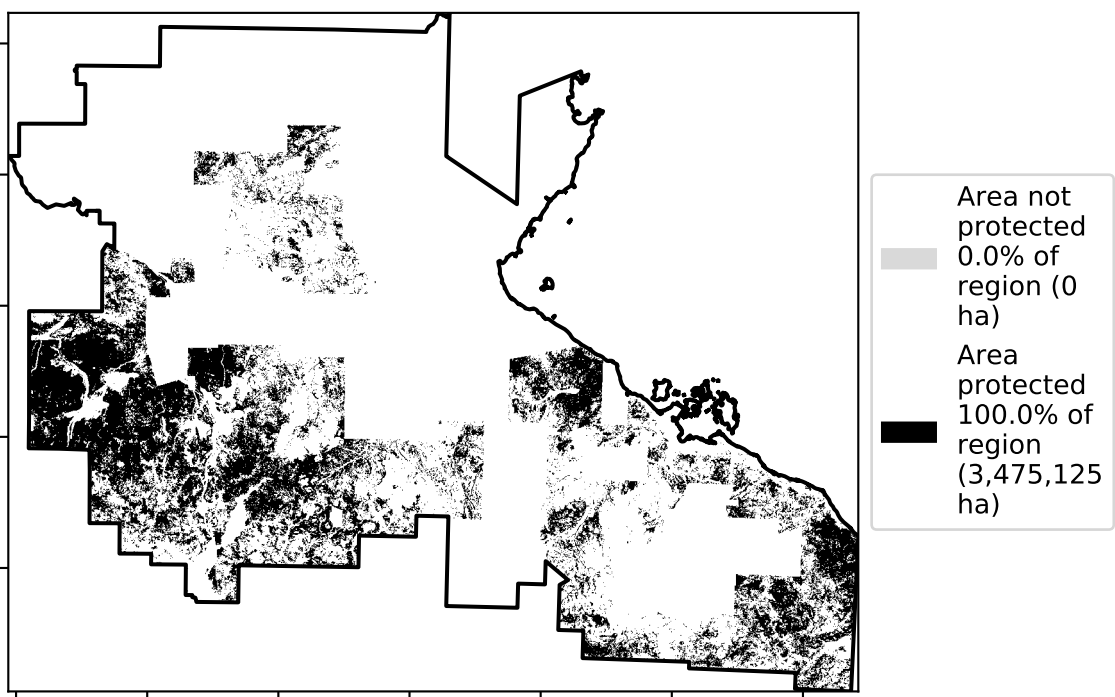 Area not
protected
0.0% of
region (0
ha)
Area
protected
100.0% of
region
(3,475,125
ha)